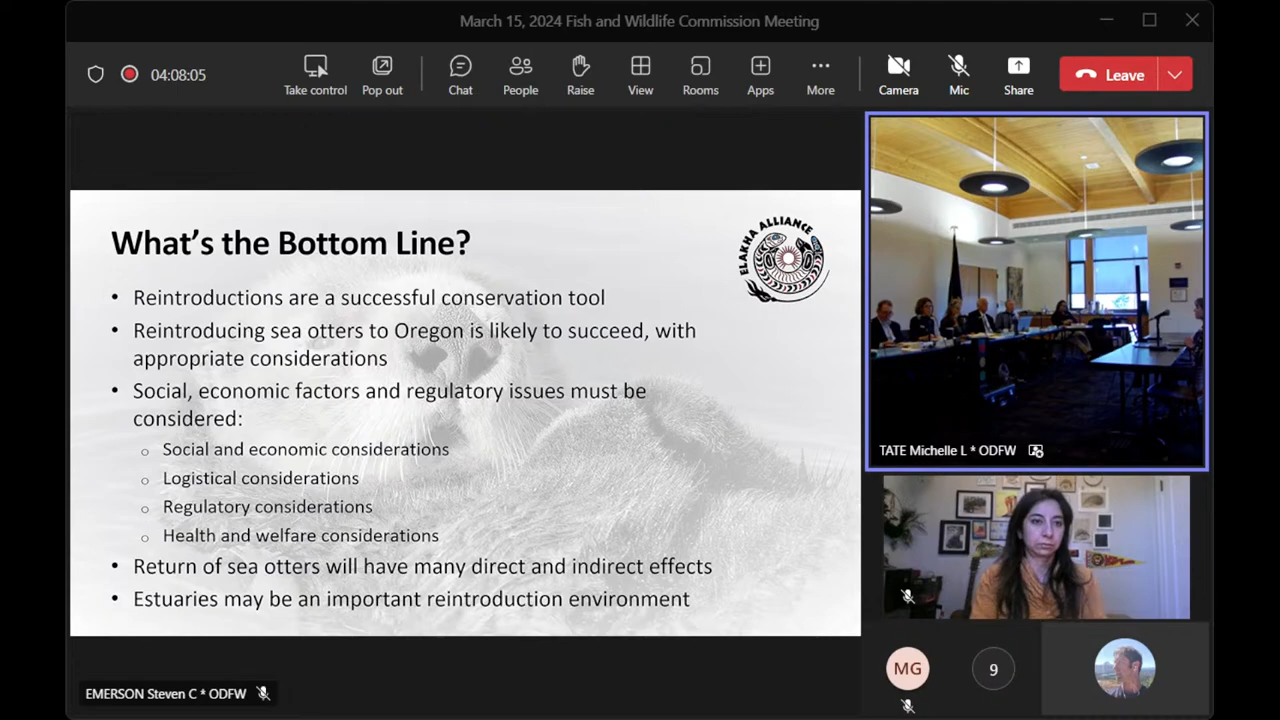 March 15, 2024 Fish and Wildlife Commission Meeting
04:08:05
Take control
Pop out
Chat
People
Raise
View
Rooms
Apps
More
Camera
Mic
Share
Leave
What's the Bottom Line?
ELAKHA ALLIANCE
• Reintroductions are a successful conservation tool
• Reintroducing sea otters to Oregon is likely to succeed, with
appropriate considerations
• Social, economic factors and regulatory issues must be
considered:
○ Social and economic considerations
○ Logistical considerations
○ Regulatory considerations
○ Health and welfare considerations
• Return of sea otters will have many direct and indirect effects
• Estuaries may be an important reintroduction environment
TATE Michelle L * ODFW
MG
9
EMERSON Steven C * ODFW